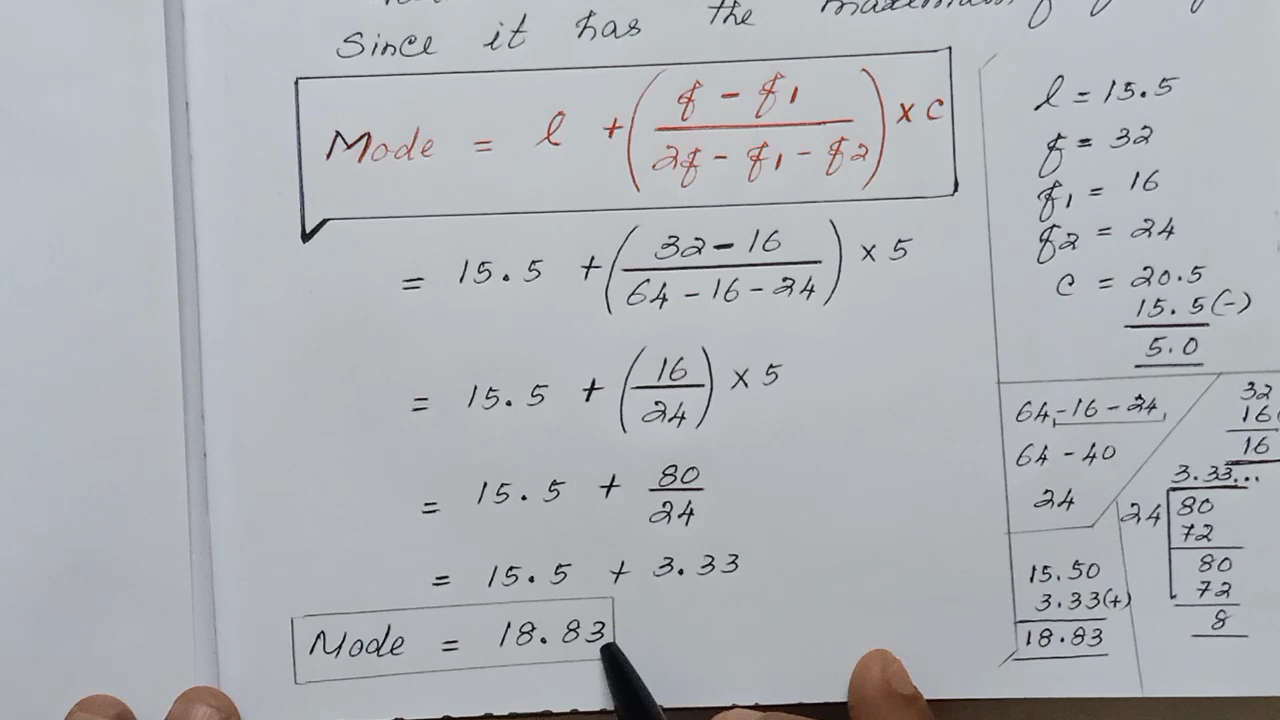 Since it has the
Mode = l + ( f - f1 / 2f - f1 - f2 ) x c
= 15.5 + ( 32 - 16 / 64 - 16 - 24 ) x 5
= 15.5 + ( 16 / 24 ) x 5
= 15.5 + 80 / 24
= 15.5 + 3.33
Mode = 18.83
l = 15.5
f = 32
f1 = 16
f2 = 24
c = 20.5
15.5(-)
5.0
64-16-24
64 - 40
24
32
16(
16
3.33...
24 80
72
80
72
8
15.50
3.33(+)
18.83